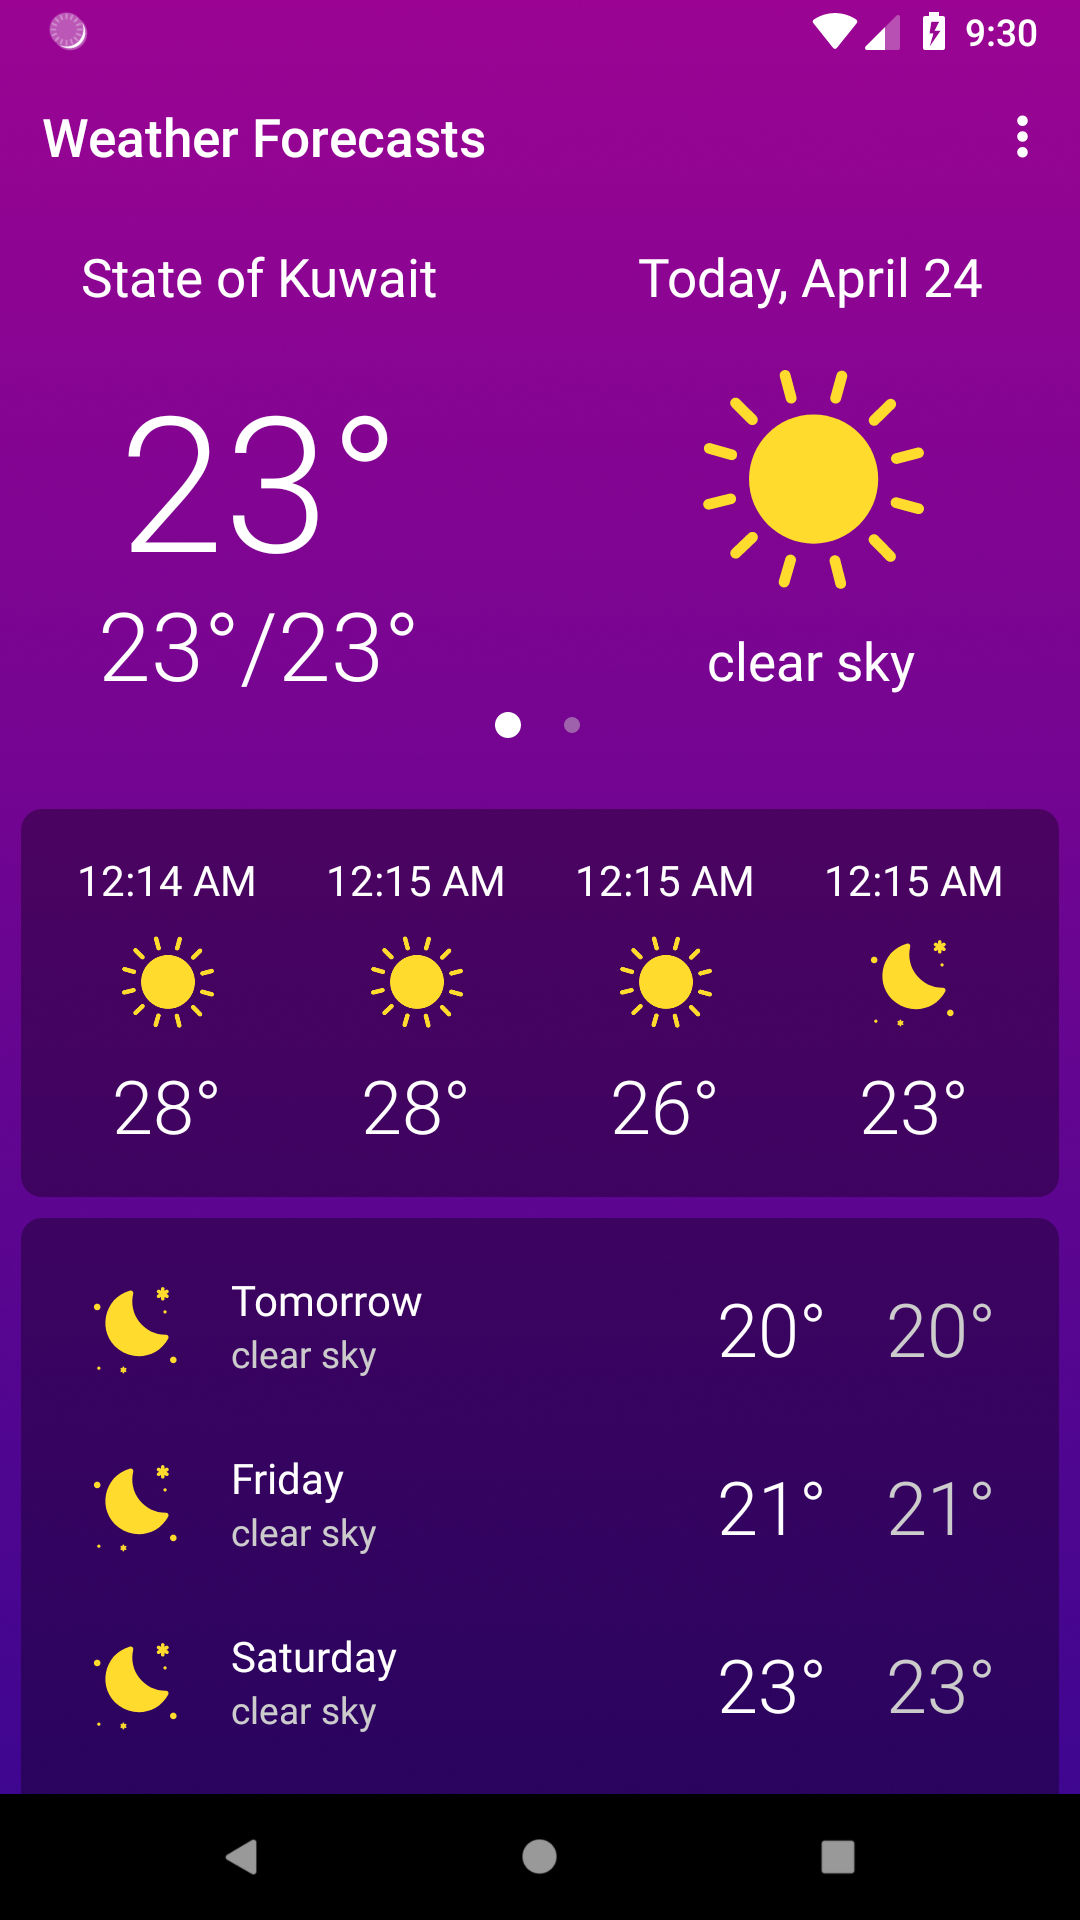 9:30
Weather Forecasts
State of Kuwait
Today, April 24
23°
23°/23°
clear sky
12:14 AM 12:15 AM 12:15 AM 12:15 AM
28° 28° 26° 23°
Tomorrow
clear sky
20° 20°
Friday
clear sky
21° 21°
Saturday
clear sky
23° 23°